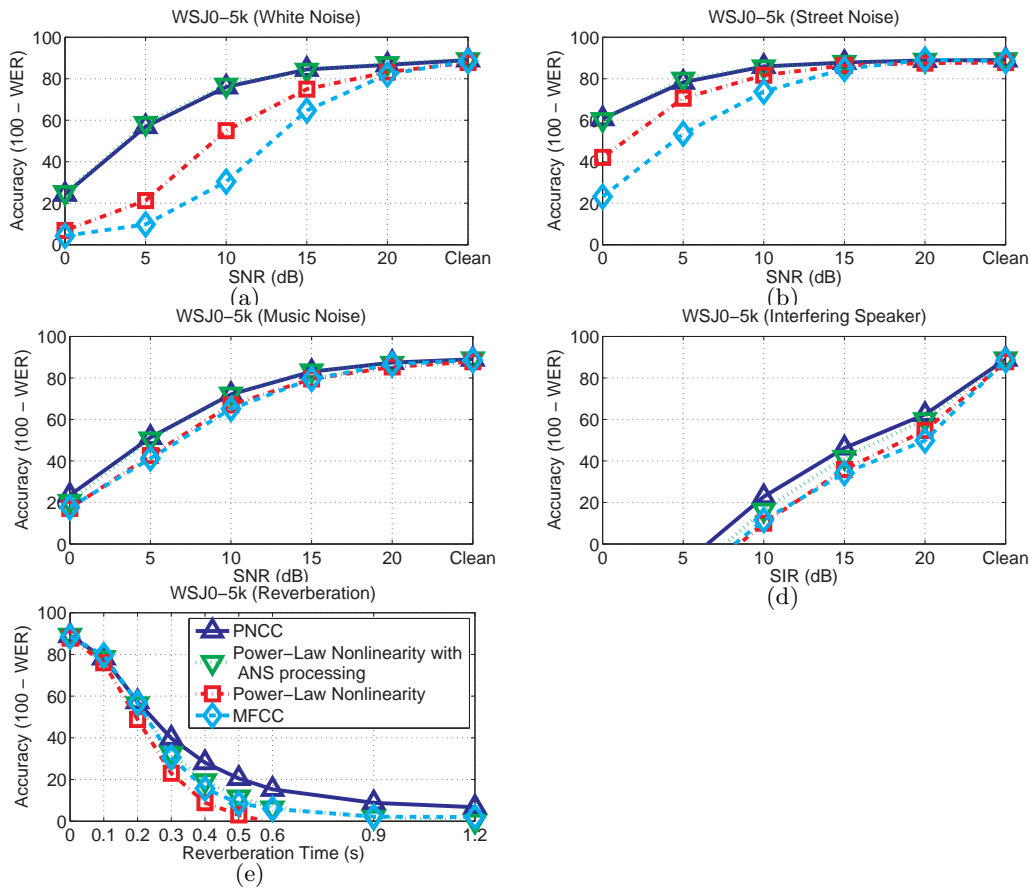 WSJ0−5k (White Noise)
100
80
60
40
20
0
Accuracy (100 − WER)
0 5 10 15 20 Clean
SNR (dB)
(a)
WSJ0−5k (Street Noise)
100
80
60
40
20
0
Accuracy (100 − WER)
0 5 10 15 20 Clean
SNR (dB)
(b)
WSJ0−5k (Music Noise)
100
80
60
40
20
0
Accuracy (100 − WER)
0 5 10 15 20 Clean
SNR (dB)
WSJ0−5k (Interfering Speaker)
100
80
60
40
20
0
Accuracy (100 − WER)
0 5 10 15 20 Clean
SIR (dB)
(d)
WSJ0−5k (Reverberation)
100
80
60
40
20
0
Accuracy (100 − WER)
PNCC
Power−Law Nonlinearity with
ANS processing
Power−Law Nonlinearity
MFCC
0 0.1 0.2 0.3 0.4 0.5 0.6 0.9 1.2
Reverberation Time (s)
(e)